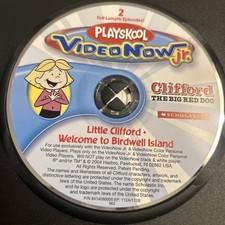 2
Full-Length Episodes!
PLAYSKOOL
VIDEONOW Jr.
Clifford
THE BIG RED DOG
SCHOLASTIC
Little Clifford •
Welcome to Birdwell Island
For use exclusively with the VideoNow Jr. & VideoNow Color Personal
Video Players. Plays only on the VideoNow Jr. & VideoNow Color Personal
Video Players. Will NOT play on the VideoNow black & white player.
®* and/or TM* & © 2004 Hasbro, Pawtucket, RI 02862 USA.
All Rights Reserved. Patents Pending.
The names and likenesses of all Clifford characters, artwork, and
distinctive lettering are protected under the copyright and trademark
laws of the United States. The name Scholastic Inc.
and its logo are protected under the copyright
and trademark laws of the United States.